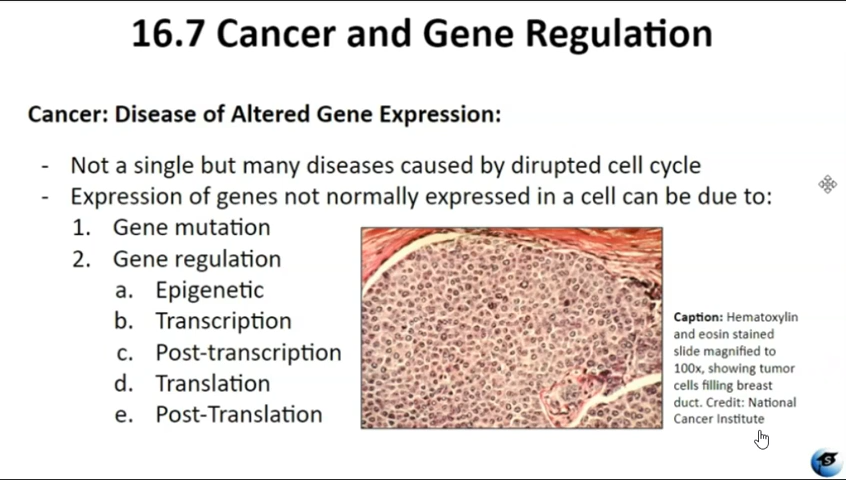 16.7 Cancer and Gene Regulation
Cancer: Disease of Altered Gene Expression:
- Not a single but many diseases caused by dirupted cell cycle
- Expression of genes not normally expressed in a cell can be due to:
1. Gene mutation
2. Gene regulation
a. Epigenetic
b. Transcription
c. Post-transcription
d. Translation
e. Post-Translation
Caption: Hematoxylin
and eosin stained
slide magnified to
100x, showing tumor
cells filling breast
duct. Credit: National
Cancer Institute
S